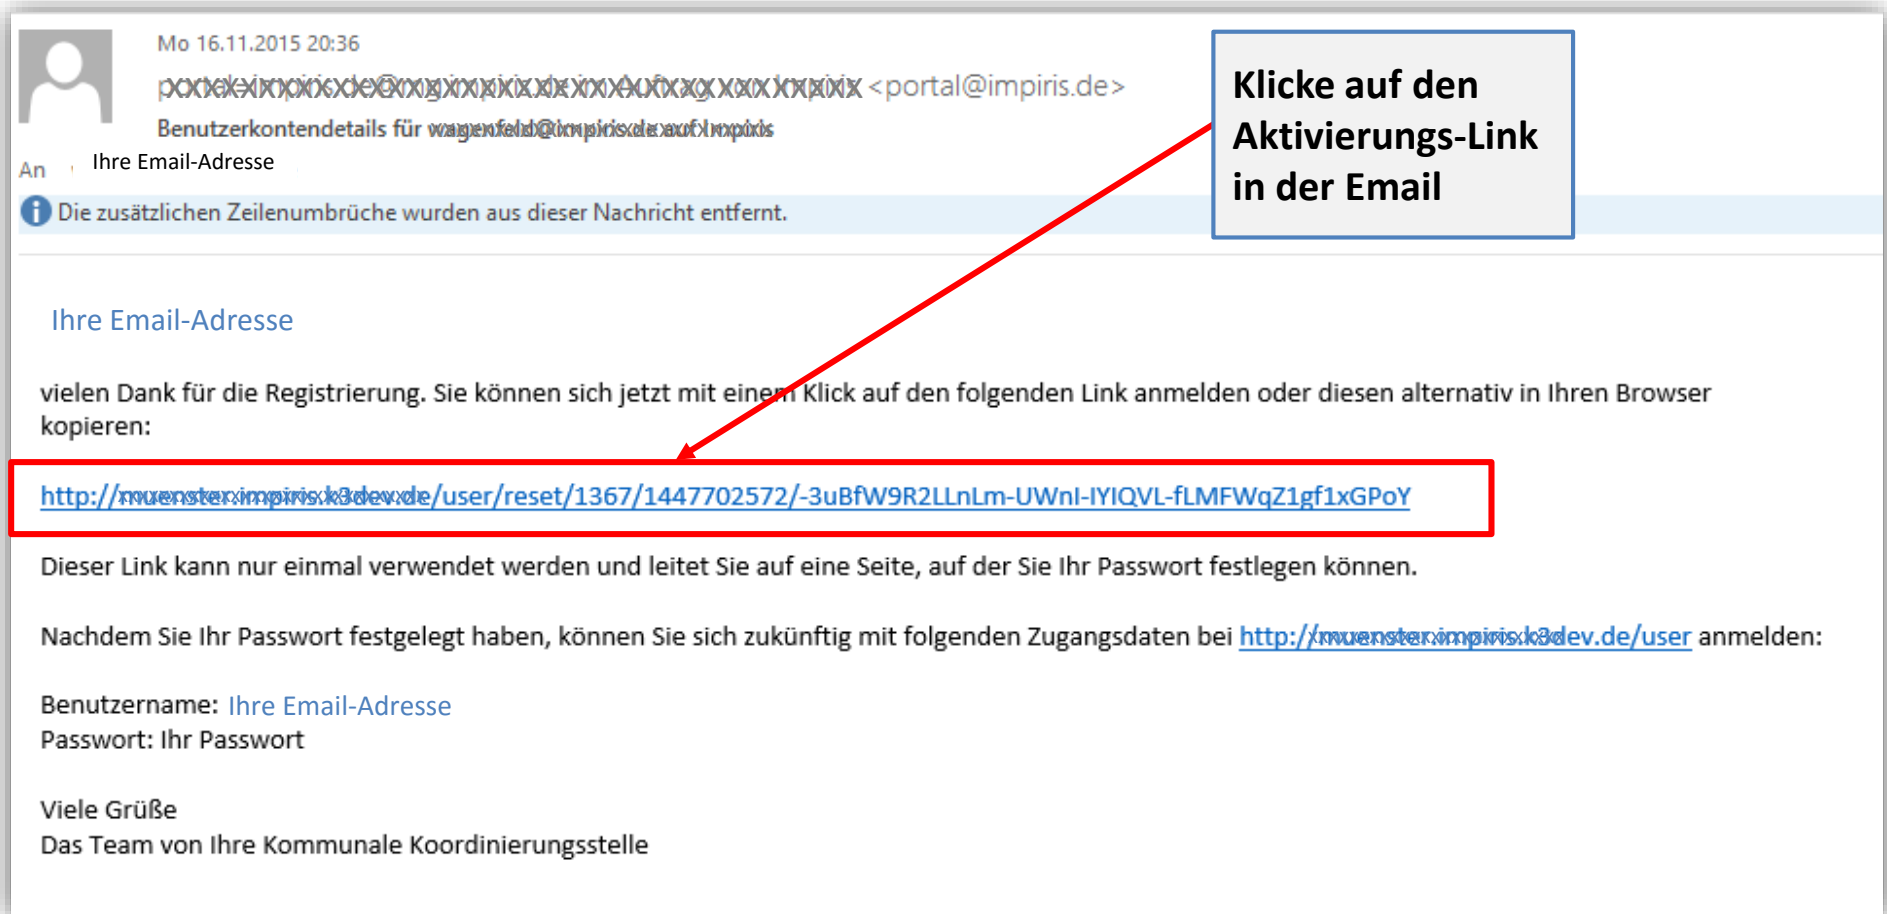 Mo 16.11.2015 20:36
<portal@impiris.de>
Benutzerkontendetails für
An Ihre Email-Adresse
Die zusätzlichen Zeilenumbrüche wurden aus dieser Nachricht entfernt.
Klicke auf den
Aktivierungs-Link
in der Email
Ihre Email-Adresse
vielen Dank für die Registrierung. Sie können sich jetzt mit einem Klick auf den folgenden Link anmelden oder diesen alternativ in Ihren Browser
kopieren:
http:// /user/reset/1367/1447702572/-3uBfW9R2LLnLm-UWnI-IYIQVL-fLMFWqZ1gf1xGPoY
Dieser Link kann nur einmal verwendet werden und leitet Sie auf eine Seite, auf der Sie Ihr Passwort festlegen können.
Nachdem Sie Ihr Passwort festgelegt haben, können Sie sich zukünftig mit folgenden Zugangsdaten bei http:// ev.de/user anmelden:
Benutzername: Ihre Email-Adresse
Passwort: Ihr Passwort
Viele Grüße
Das Team von Ihre Kommunale Koordinierungsstelle